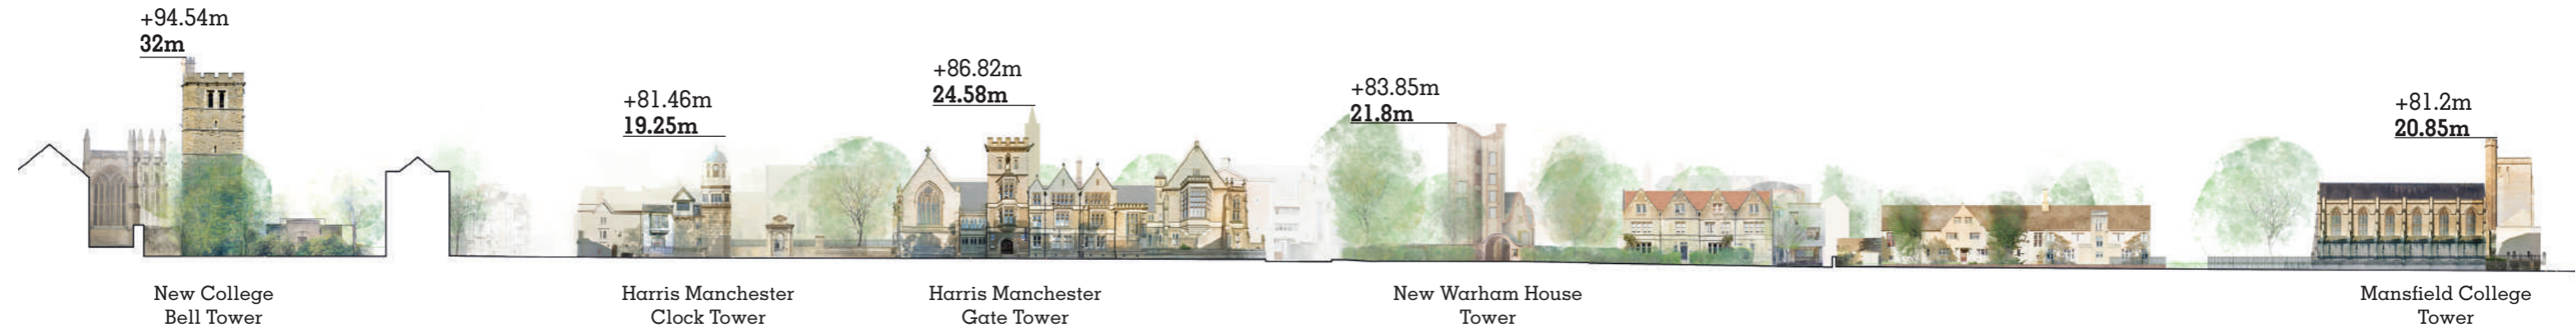 +94.54m
32m
+81.46m
19.25m
+86.82m
24.58m
+83.85m
21.8m
+81.2m
20.85m
New College
Bell Tower
Harris Manchester
Clock Tower
Harris Manchester
Gate Tower
New Warham House
Tower
Mansfield College
Tower